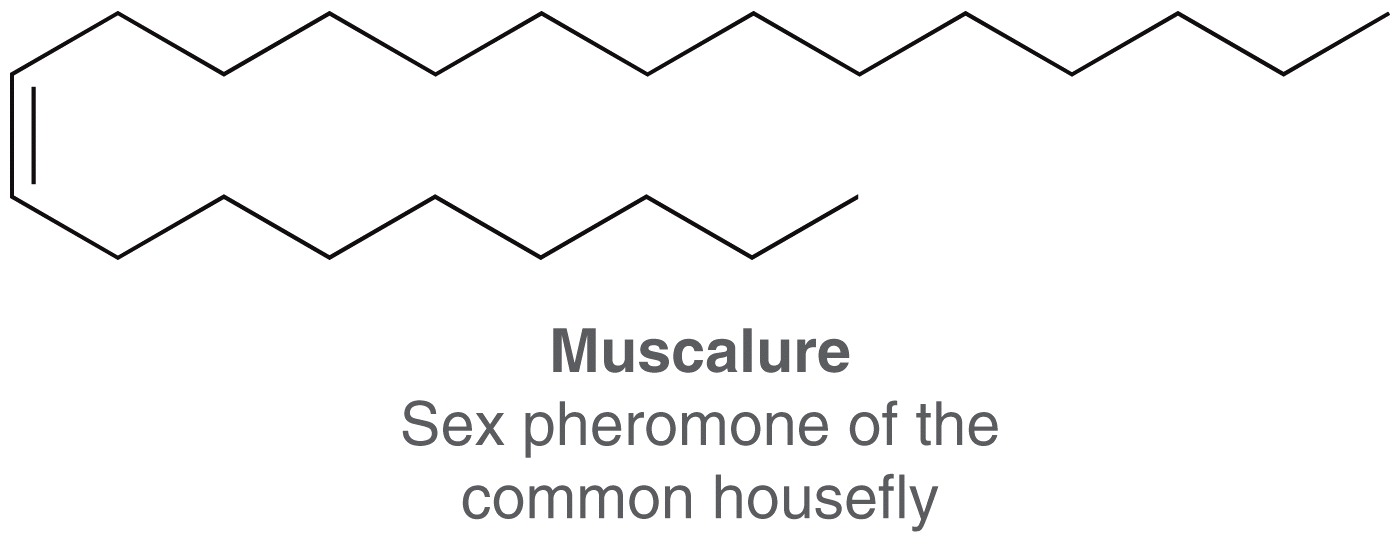 Muscalure
Sex pheromone of the
common housefly